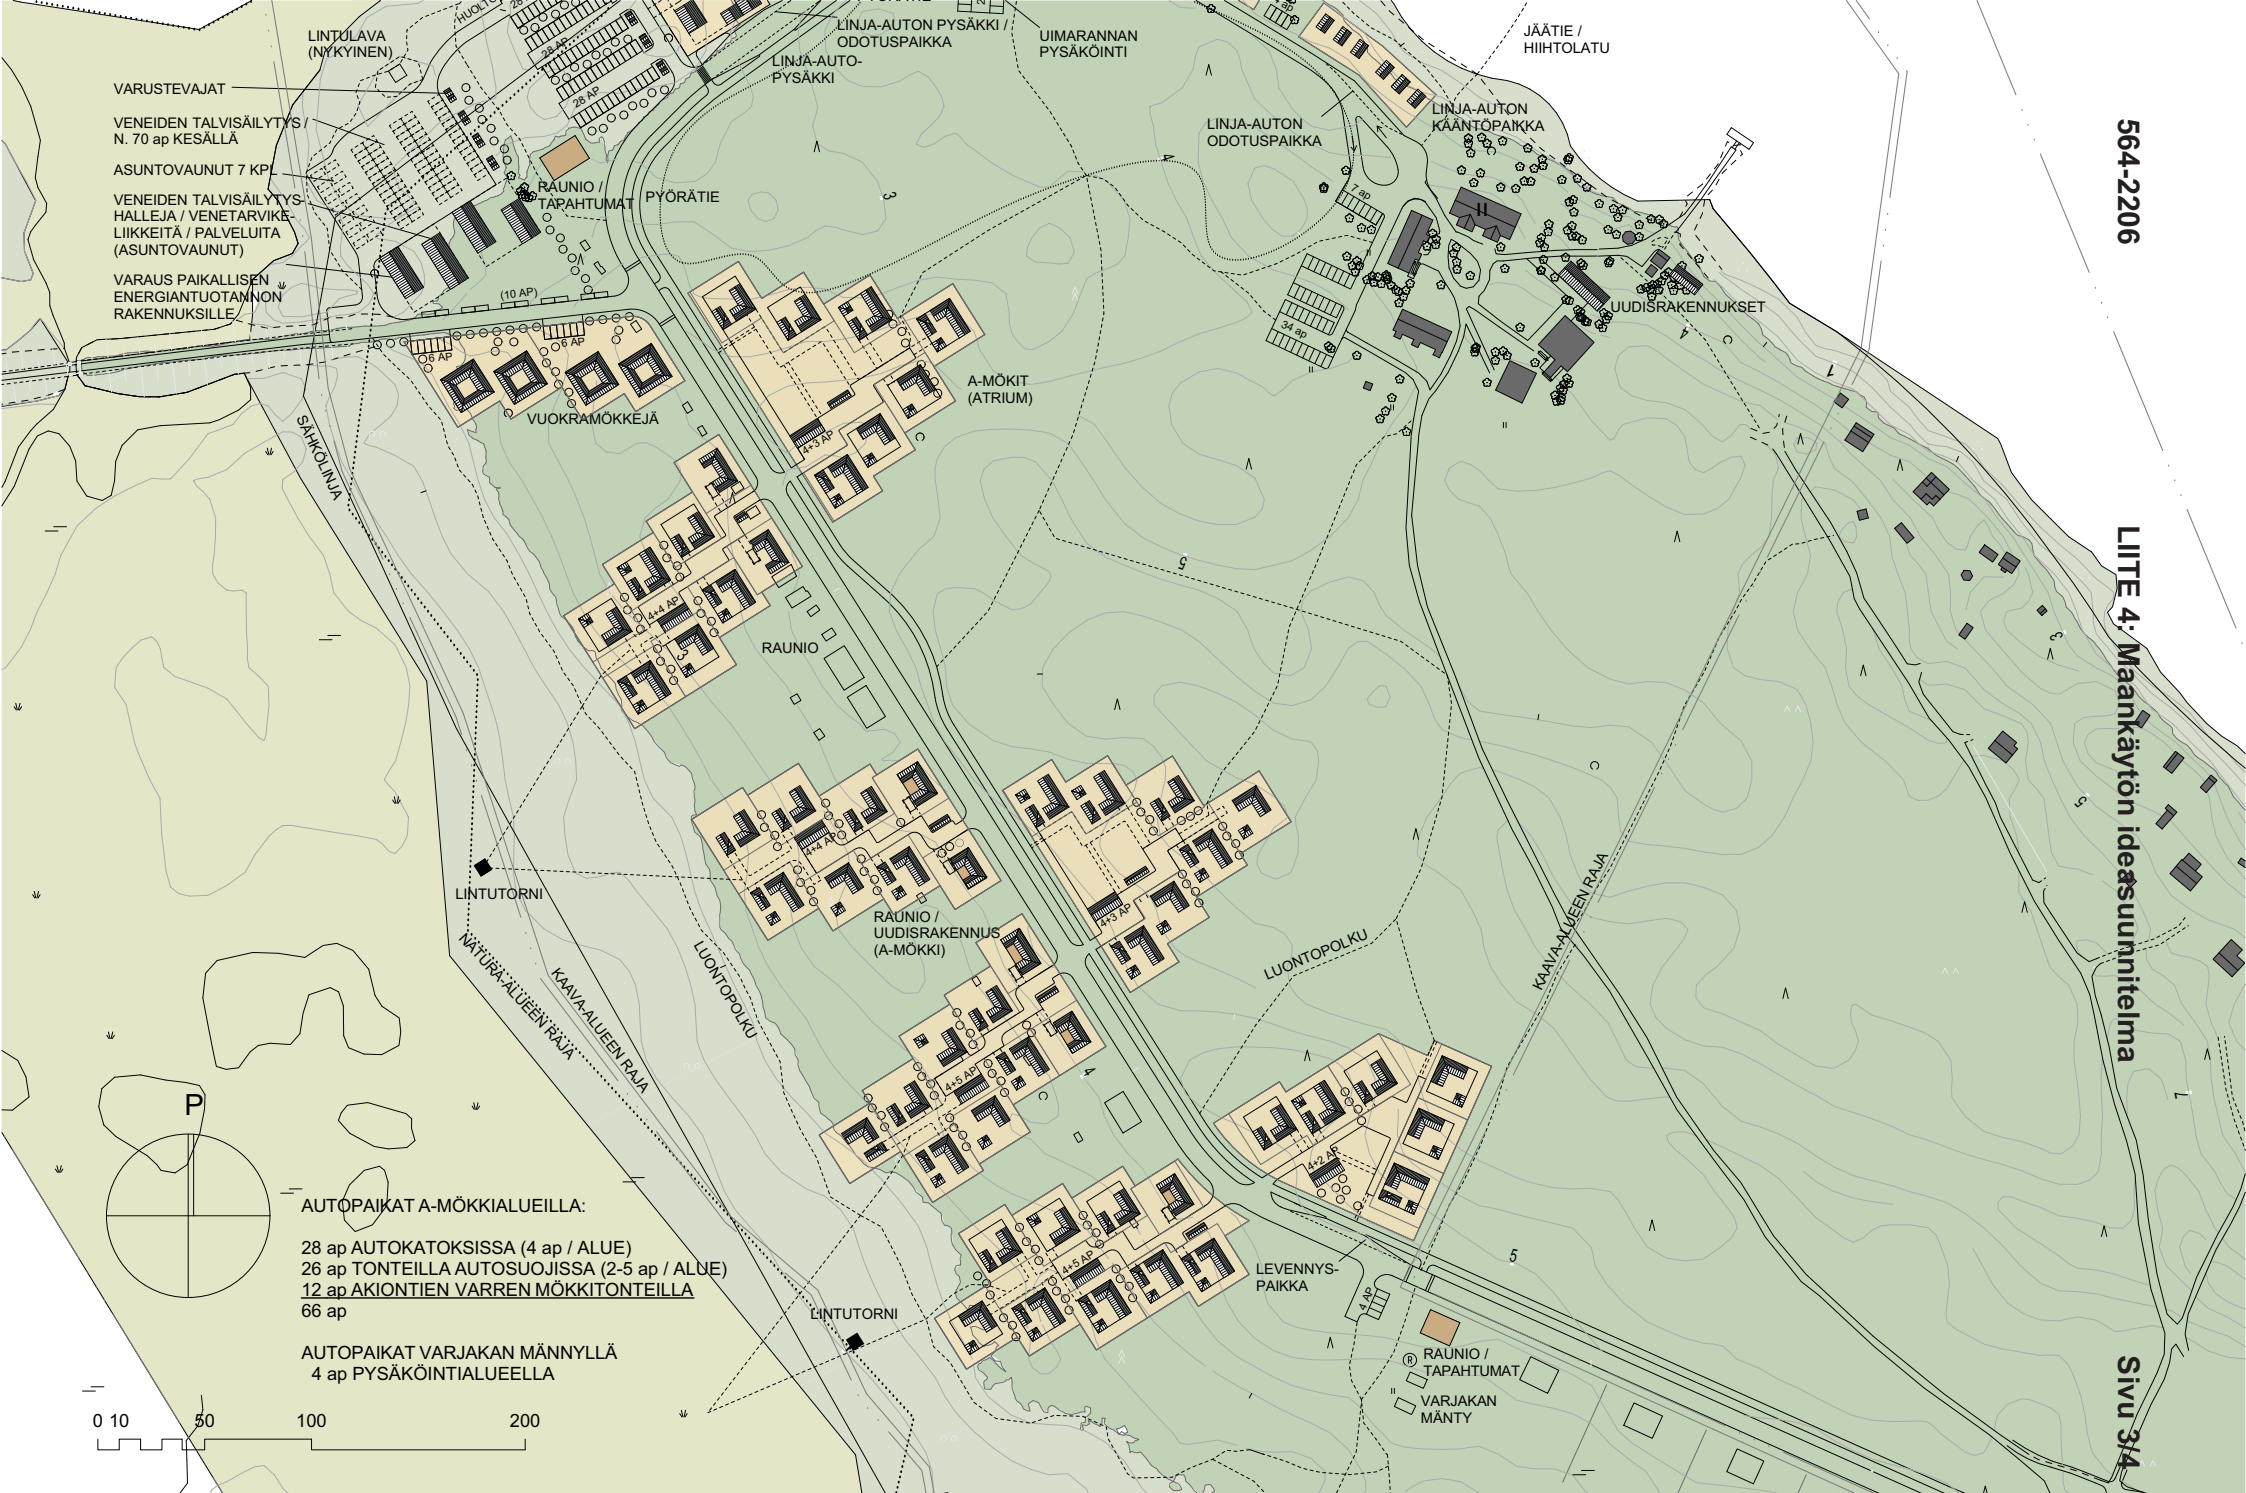 HUOLTO
28 AP
28 AP
LINTULAVA
(NYKYINEN)
VARUSTEVAJAT
VENEIDEN TALVISÄILYTYS /
N. 70 ap KESÄLLÄ
ASUNTOVAUNUT 7 KPL
VENEIDEN TALVISÄILYTYS-
HALLEJA / VENETARVIKE-
LIIKKEITÄ / PALVELUITA
(ASUNTOVAUNUT)
VARAUS PAIKALLISEN
ENERGIANTUOTANNON
RAKENNUKSILLE
RAUNIO /
TAPAHTUMAT
PYÖRÄTIE
LINJA-AUTON PYSÄKKI /
ODOTUSPAIKKA
LINJA-AUTO-
PYSÄKKI
UIMARANNAN
PYSÄKÖINTI
JÄÄTIE /
HIIHTOLATU
LINJA-AUTON
ODOTUSPAIKKA
LINJA-AUTON
KÄÄNTÖPAIKKA
7 ap
II
34 ap
UUDISRAKENNUKSET
(10 AP)
6 AP
6 AP
VUOKRAMÖKKEJÄ
A-MÖKIT
(ATRIUM)
4+3 AP
SÄHKÖLINJA
4+4 AP
RAUNIO
4+4 AP
RAUNIO /
UUDISRAKENNUS
(A-MÖKKI)
4+3 AP
LINTUTORNI
NATURA-ALUEEN RAJA
KAAVA-ALUEEN RAJA
LUONTOPOLKU
LUONTOPOLKU
KAAVA-ALUEEN RAJA
4+5 AP
4+2 AP
4+5 AP
LEVENNYS-
PAIKKA
4 AP
LINTUTORNI
RAUNIO /
TAPAHTUMAT
R
VARJAKAN
MÄNTY
P
AUTOPAIKAT A-MÖKKIALUEILLA:
28 ap AUTOKATOKSISSA (4 ap / ALUE)
26 ap TONTEILLA AUTOSUOJISSA (2-5 ap / ALUE)
12 ap AKIONTIEN VARREN MÖKKITONTEILLA
66 ap
AUTOPAIKAT VARJAKAN MÄNNYLLÄ
4 ap PYSÄKÖINTIALUEELLA
0 10 50 100 200
564-2206
LIITE 4: Maankäytön ideasuunnitelma
Sivu 3/4